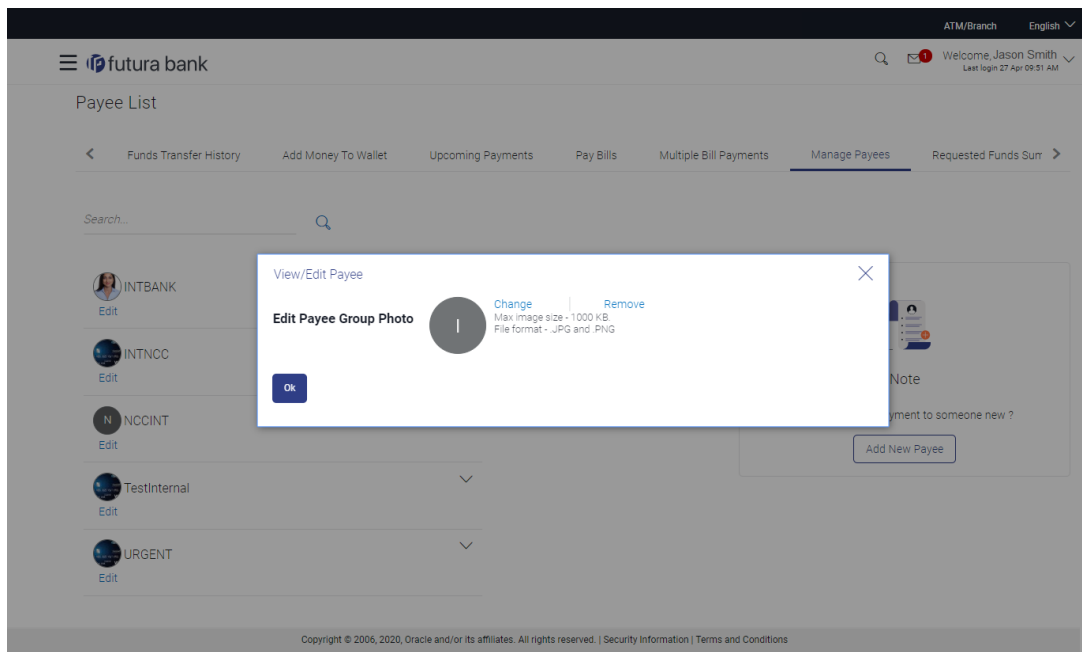 ATM/Branch English
futura bank
1
Welcome, Jason Smith
Last login 27 Apr 09:51 AM
Payee List
Funds Transfer History Add Money To Wallet Upcoming Payments Pay Bills Multiple Bill Payments Manage Payees Requested Funds Sum
Search...
View/Edit Payee
INTBANK
Edit
Edit Payee Group Photo
I
Change Remove
Max image size - 1000 KB.
File format - .JPG and .PNG
INTNCC
Edit
Ok
Note
N NCCINT
Edit
yment to someone new ?
Add New Payee
TestInternal
Edit
URGENT
Edit
Copyright © 2006, 2020, Oracle and/or its affiliates. All rights reserved. | Security Information | Terms and Conditions